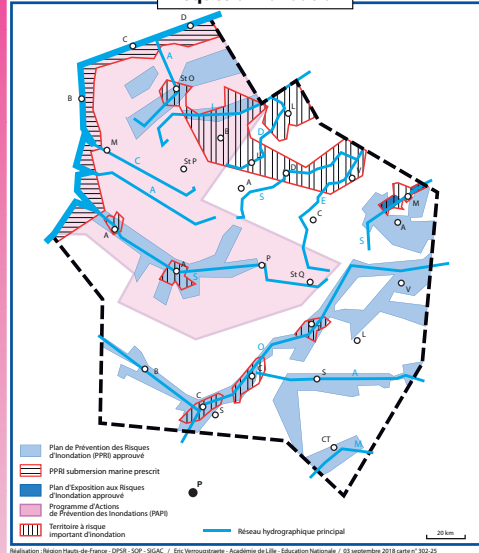 D
C
A
St O
B
L
L
B
D
M
L
D
C
St P
V
A
A
S
E
M
C
A
A
S
A
P
S
St Q
V
O
L
B
C
S
A
C
S
CT
M
Plan de Prévention des Risques
d'Inondation (PPRI) approuvé
PPRI submersion marine prescrit
Plan d'Exposition aux Risques
d'Inondation approuvé
Programme d'Actions
de Prévention des Inondations (PAPI)
Territoire à risque
important d'inondation
P
Réseau hydrographique principal
20 km
Réalisation : Région Hauts-de-France - DPSR - SOP - SIGAC / Eric Verrougstraete - Académie de Lille - Education Nationale / 03 septembre 2018 carte n° 302-25